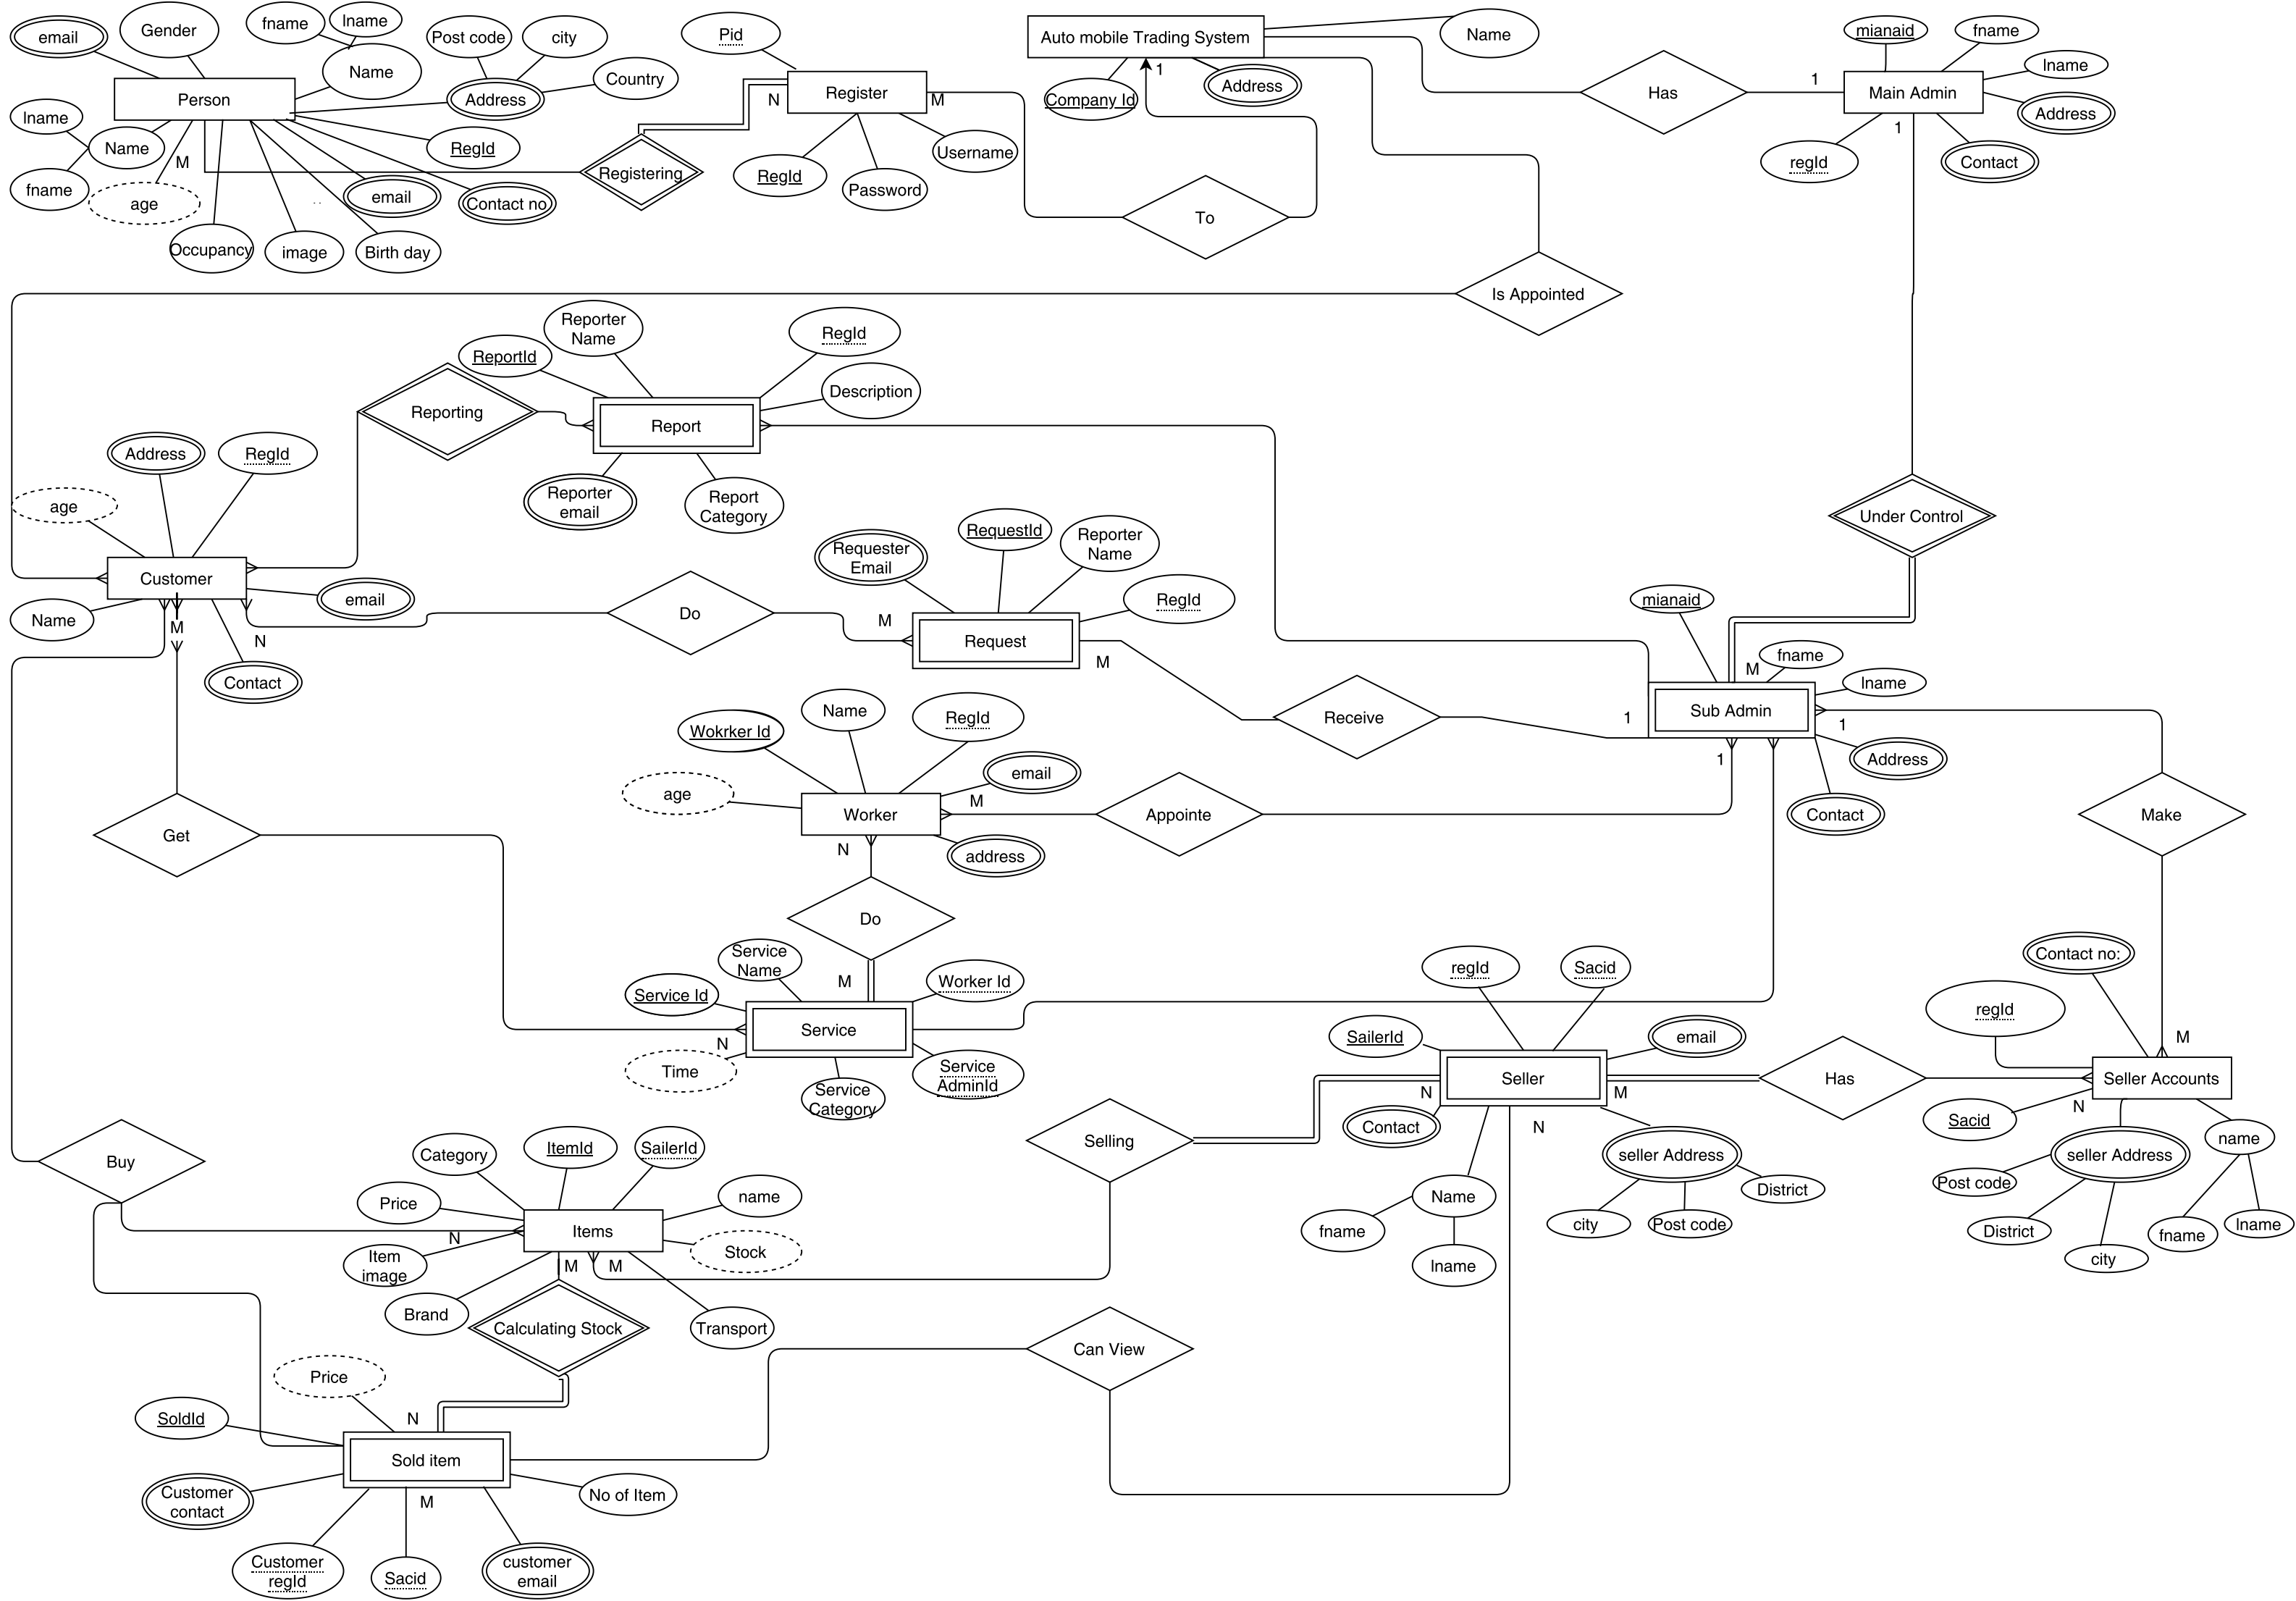 email
Gender
fname
lname
Name
Post code
city
Country
Address
Person
lname
Name
fname
M
age
RegId
email
Contact no
Occupancy
image
Birth day
Registering
Pid
N
Register
M
RegId
Password
Username
Auto mobile Trading System
Name
Company Id
1
Address
To
Has
1
mianaid
fname
lname
Main Admin
Address
1
regId
Contact
Is Appointed
Reporter
Name
RegId
ReportId
Description
Reporting
Report
Reporter
email
Report
Category
Address
RegId
age
Customer
Name
M
N
email
Contact
Do
M
Requester
Email
RequestId
Reporter
Name
RegId
Request
M
Under Control
mianaid
M
fname
lname
Sub Admin
1
1
1
Address
Contact
Receive
Wokrker Id
Name
RegId
email
age
Worker
M
N
address
Appointe
Make
Get
Do
M
Service
Name
Service Id
Worker Id
Service
N
Time
Service
Category
Service
AdminId
regId
Sacid
SailerId
email
Seller
N
M
Contact
N
seller Address
Name
fname
lname
city
Post code
District
Has
Contact no:
regId
M
Seller Accounts
N
Sacid
seller Address
name
Post code
District
city
fname
lname
Selling
Buy
Category
ItemId
SailerId
Price
name
Items
N
Stock
Item
image
M
M
Brand
Transport
Calculating Stock
Can View
Price
SoldId
N
Sold item
M
Customer
contact
No of Item
Customer
regId
Sacid
customer
email